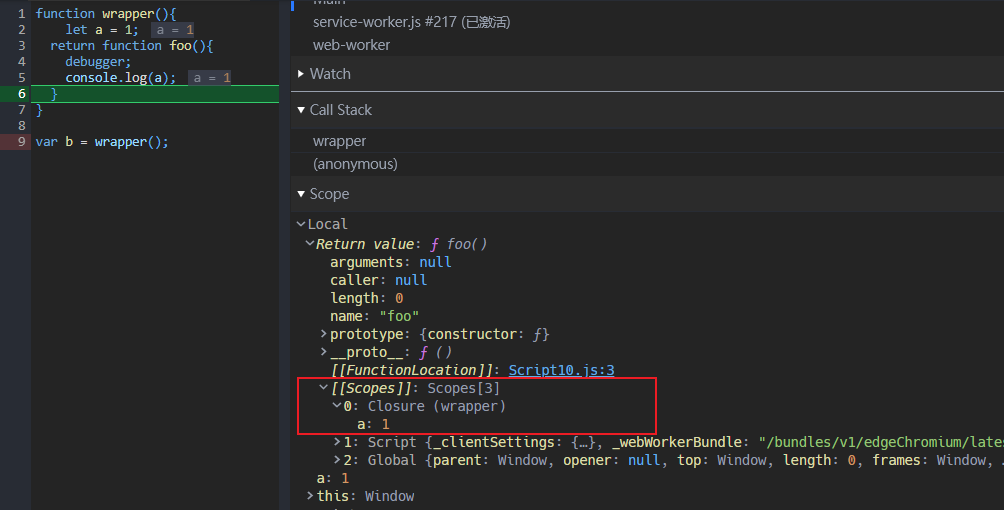 1 function wrapper(){
2 let a = 1; a = 1
3 return function foo(){
4 debugger;
5 console.log(a); a = 1
6 }
7 }
8
9 var b = wrapper();
service-worker.js #217 (已激活)
web-worker
Watch
Call Stack
wrapper
(anonymous)
Scope
Local
Return value: ƒ foo()
arguments: null
caller: null
length: 0
name: "foo"
prototype: {constructor: ƒ}
__proto__: ƒ ()
[[FunctionLocation]]: Script10.js:3
[[Scopes]]: Scopes[3]
0: Closure (wrapper)
a: 1
1: Script {_clientSettings: {…}, _webWorkerBundle: "/bundles/v1/edgeChromium/late
2: Global {parent: Window, opener: null, top: Window, length: 0, frames: Window,
a: 1
this: Window